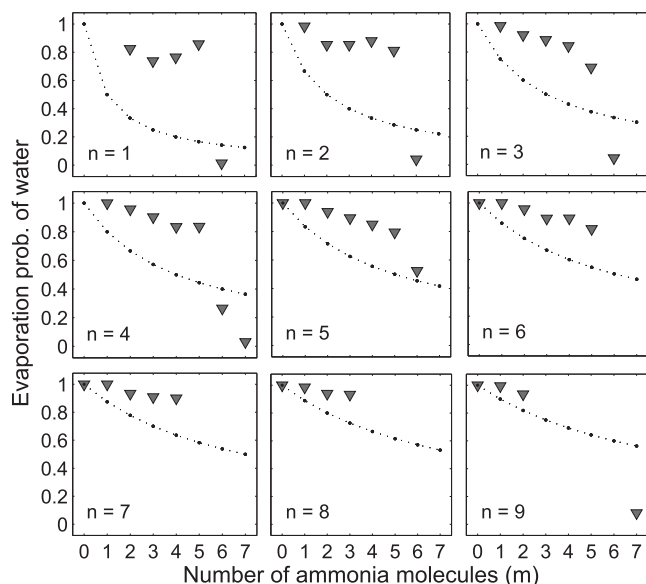 Evaporation prob. of water
1
0.8
0.6
0.4
0.2
0
n = 1
n = 2
n = 3
1
0.8
0.6
0.4
0.2
0
n = 4
n = 5
n = 6
1
0.8
0.6
0.4
0.2
0
n = 7
n = 8
n = 9
0 1 2 3 4 5 6 7
0 1 2 3 4 5 6 7
0 1 2 3 4 5 6 7
Number of ammonia molecules (m)